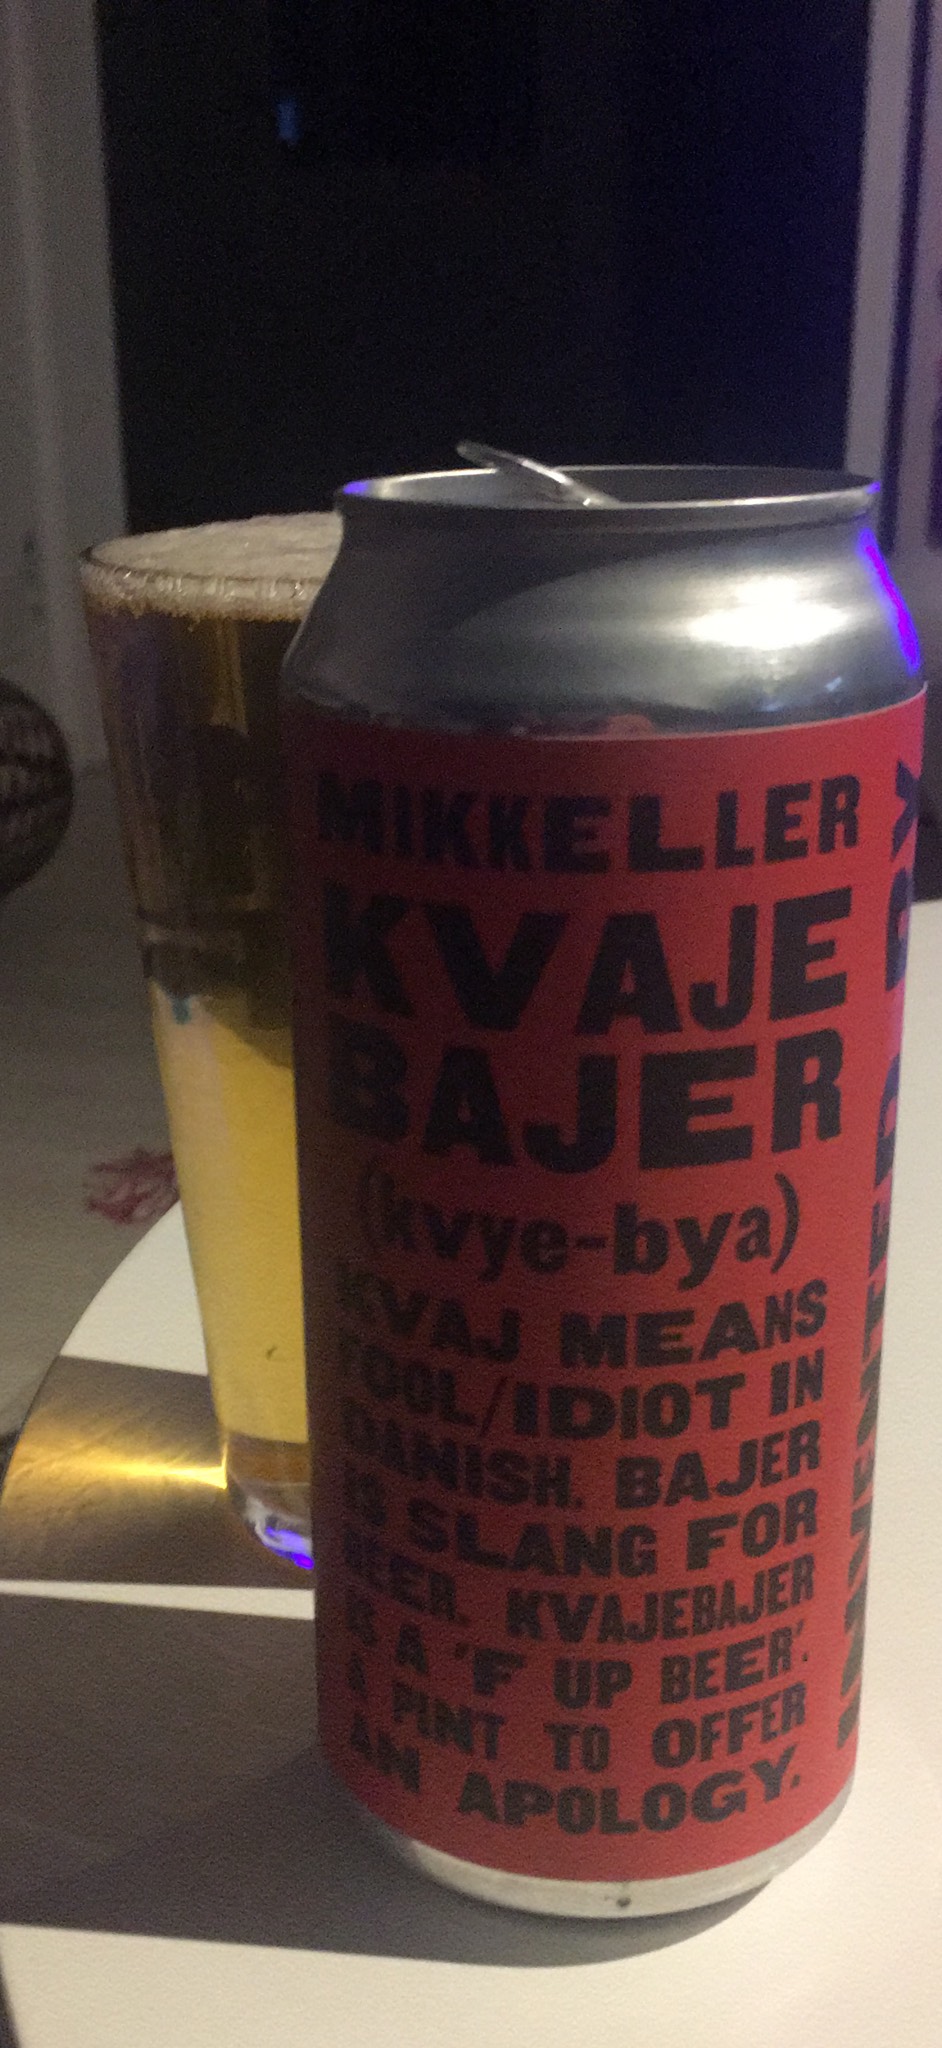 MIKKELLER
KVAJE
BAJER
(kvye-bya)
KVAJ MEANS
FOOL/IDIOT IN
DANISH. BAJER
IS SLANG FOR
BEER. KVAJEBAJER
IS A 'F UP BEER'.
A PINT TO OFFER
AN APOLOGY.